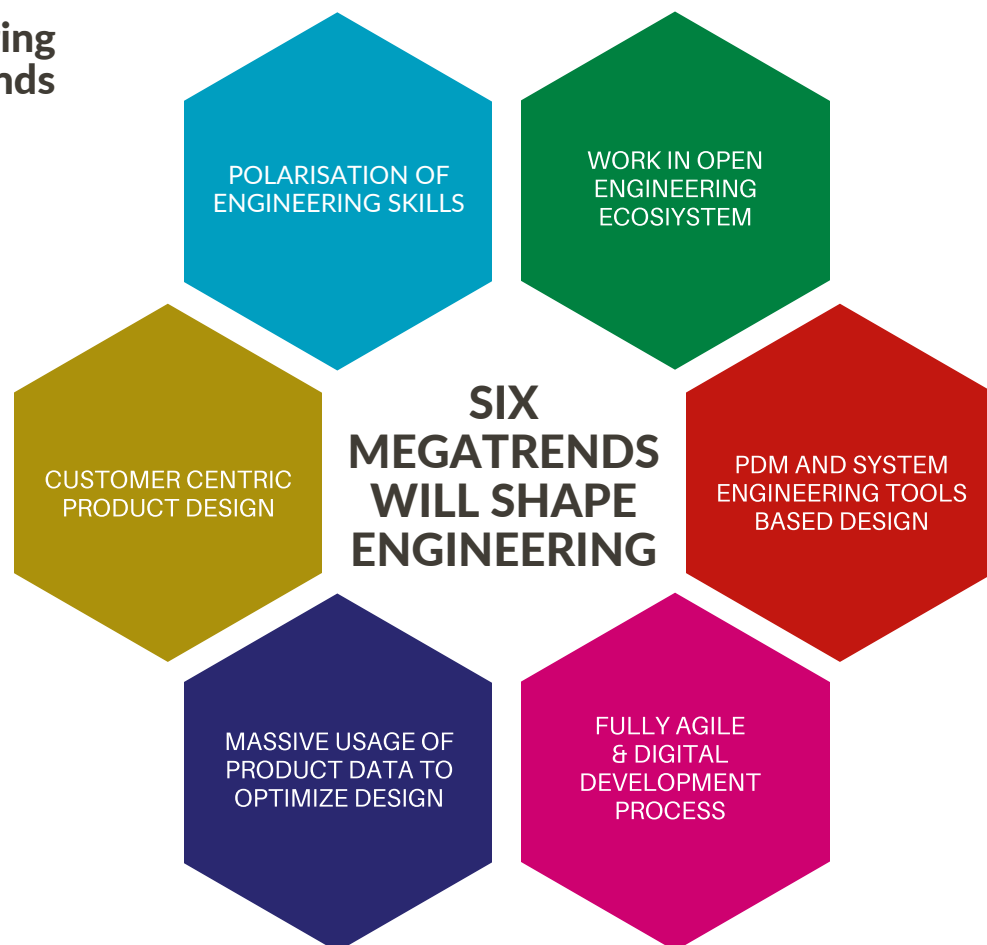 ing
nds
POLARISATION OF
ENGINEERING SKILLS
WORK IN OPEN
ENGINEERING
ECOSIYSTEM
CUSTOMER CENTRIC
PRODUCT DESIGN
SIX
MEGATRENDS
WILL SHAPE
ENGINEERING
PDM AND SYSTEM
ENGINEERING TOOLS
BASED DESIGN
MASSIVE USAGE OF
PRODUCT DATA TO
OPTIMIZE DESIGN
FULLY AGILE
& DIGITAL
DEVELOPMENT
PROCESS